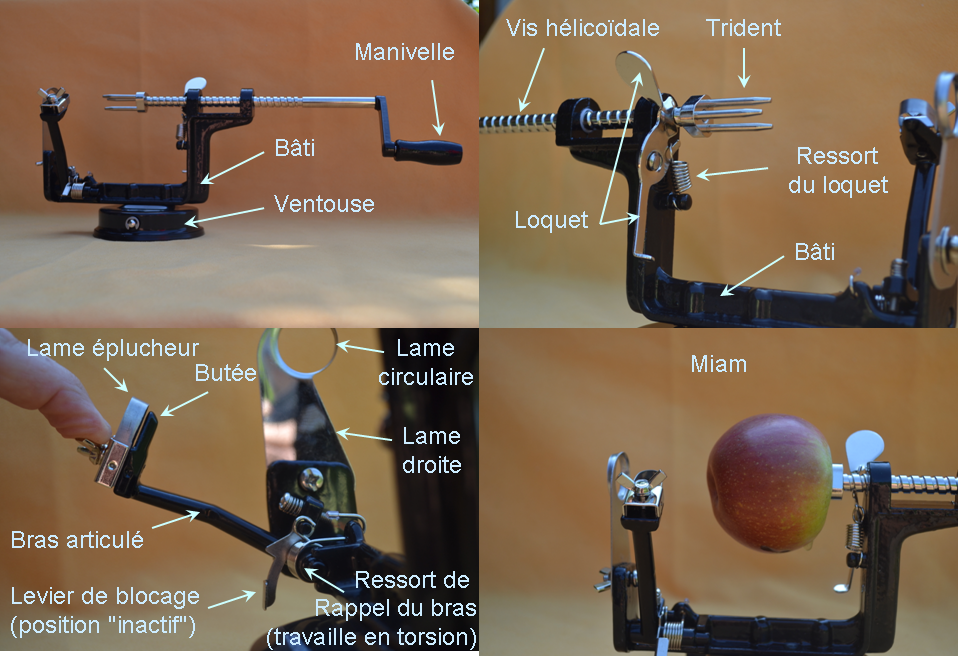 Manivelle
Bâti
Ventouse
Vis hélicoïdale
Trident
Ressort
du loquet
Loquet
Bâti
Lame éplucheur
Butée
Lame
circulaire
Lame
droite
Bras articulé
Levier de blocage
(position "inactif")
Ressort de
Rappel du bras
(travaille en torsion)
Miam